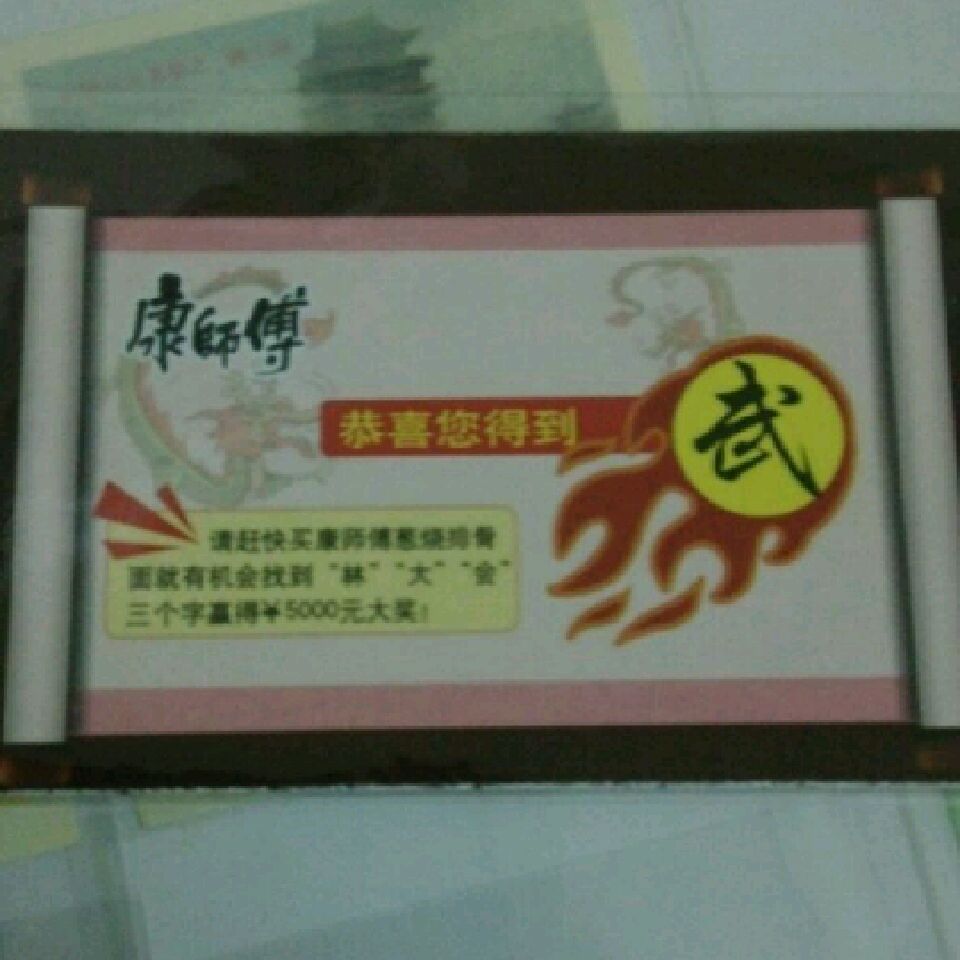 康師傅
恭喜您得到
武
请赶快买康师傅葱烧排骨
面就有机会找到“林”“大”“会”
三个字赢得￥5000元大奖！